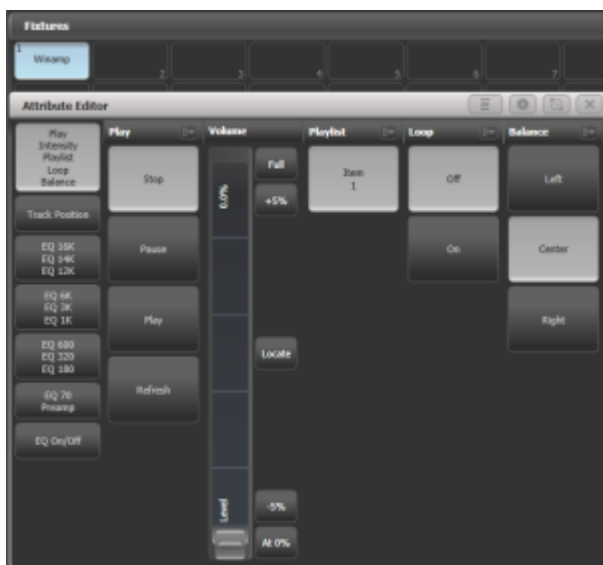 Fixtures
1
Winamp
2
3
4
5
6
7
Attribute Editor
Play
Intensity
Playlist
Loop
Balance
Track Position
EQ 16K
EQ 14K
EQ 12K
EQ 6K
EQ 3K
EQ 1K
EQ 600
EQ 320
EQ 180
EQ 70
Preamp
EQ On/Off
Play
Stop
Pause
Play
Refresh
Volume
0.0%
Level
Full
+5%
Locate
-5%
At 0%
Playlist
Item
1
Loop
Off
On
Balance
Left
Center
Right